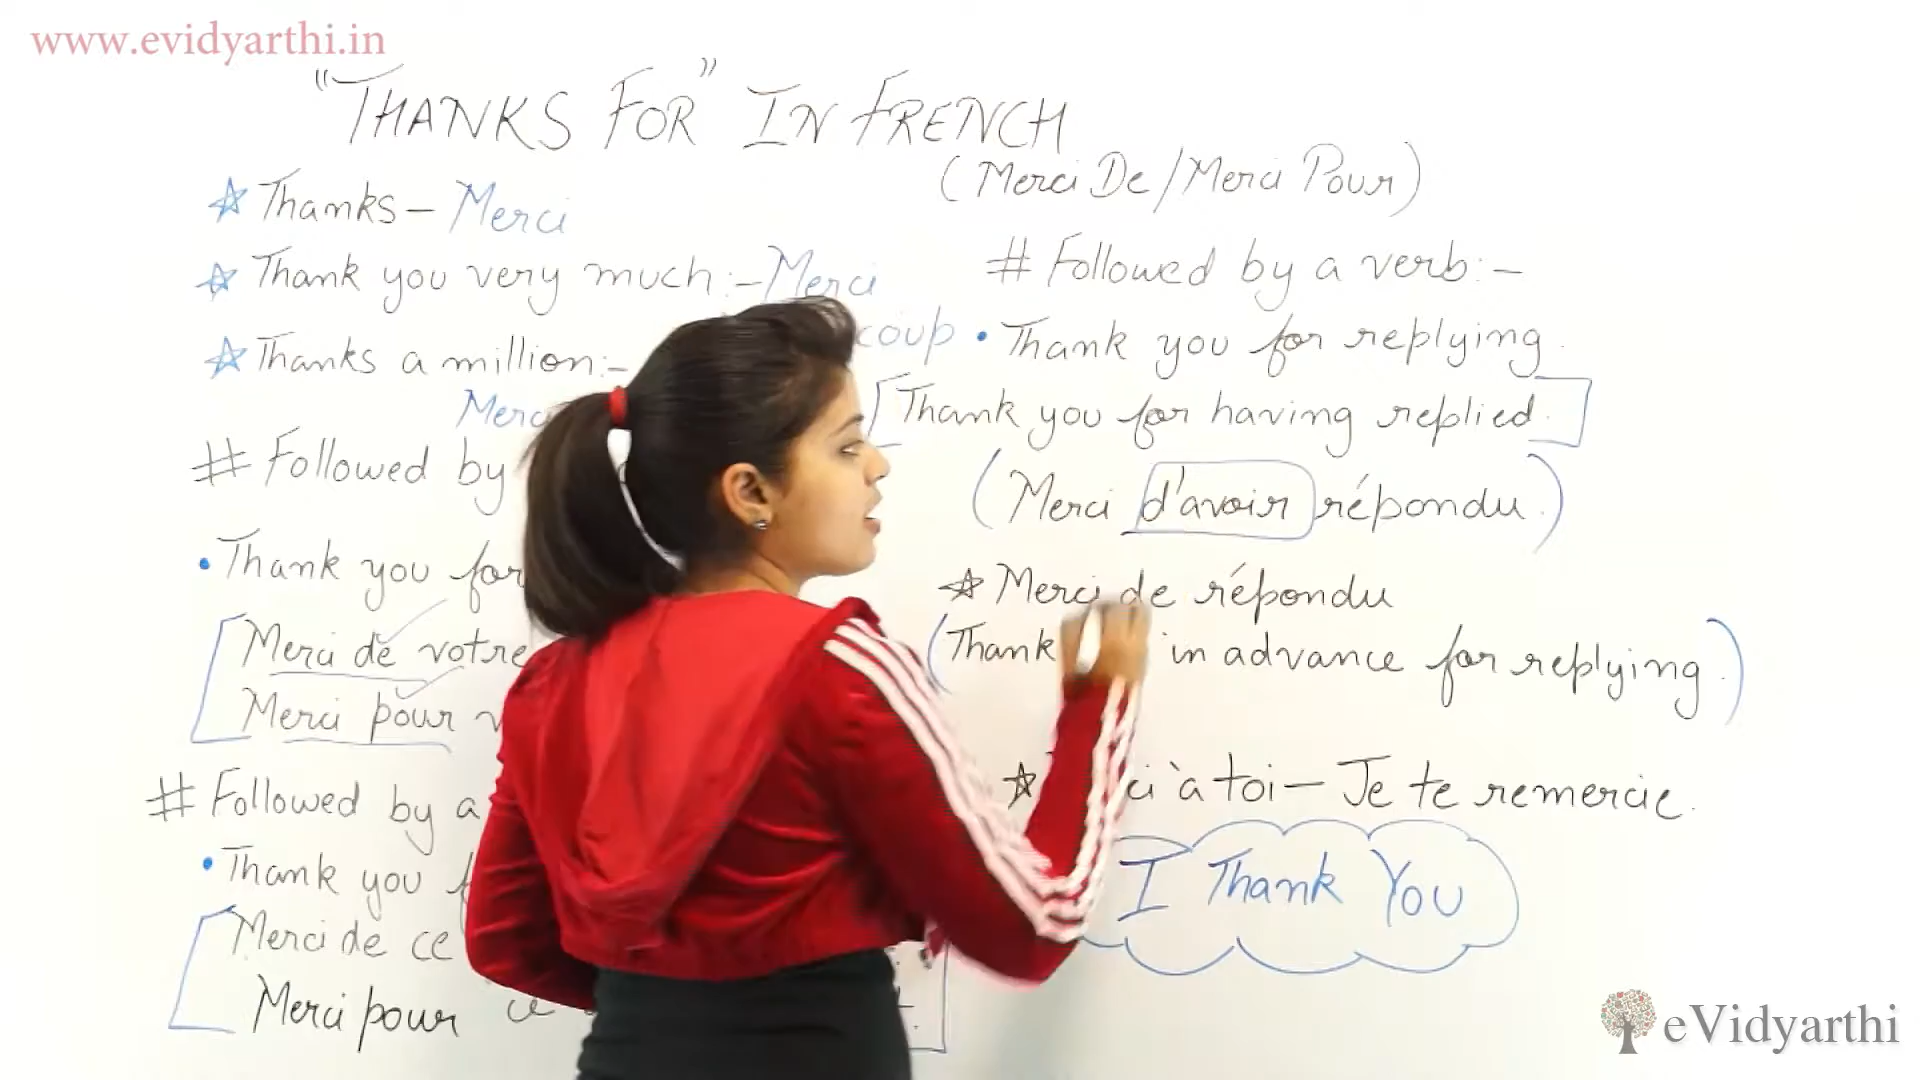 www.evidyarthi.in
"THANKS FOR" IN FRENCH
(Merci De/Merci Pour)
☆ Thanks - Merci
☆ Thank you very much :- Merci
coup
☆ Thanks a million:-
Merci
# Followed by
• Thank you for
Merci de votre
Merci pour
# Followed by a
• Thank you
Merci de ce
Merci pour ce
# Followed by a verb:-
• Thank you for replying.
[Thank you for having replied.]
(Merci d'avoir répondu.)
☆ Merci de répondu
(Thank in advance for replying.)
☆ ci à toi - Je te remercie.
I Thank You
eVidyarthi